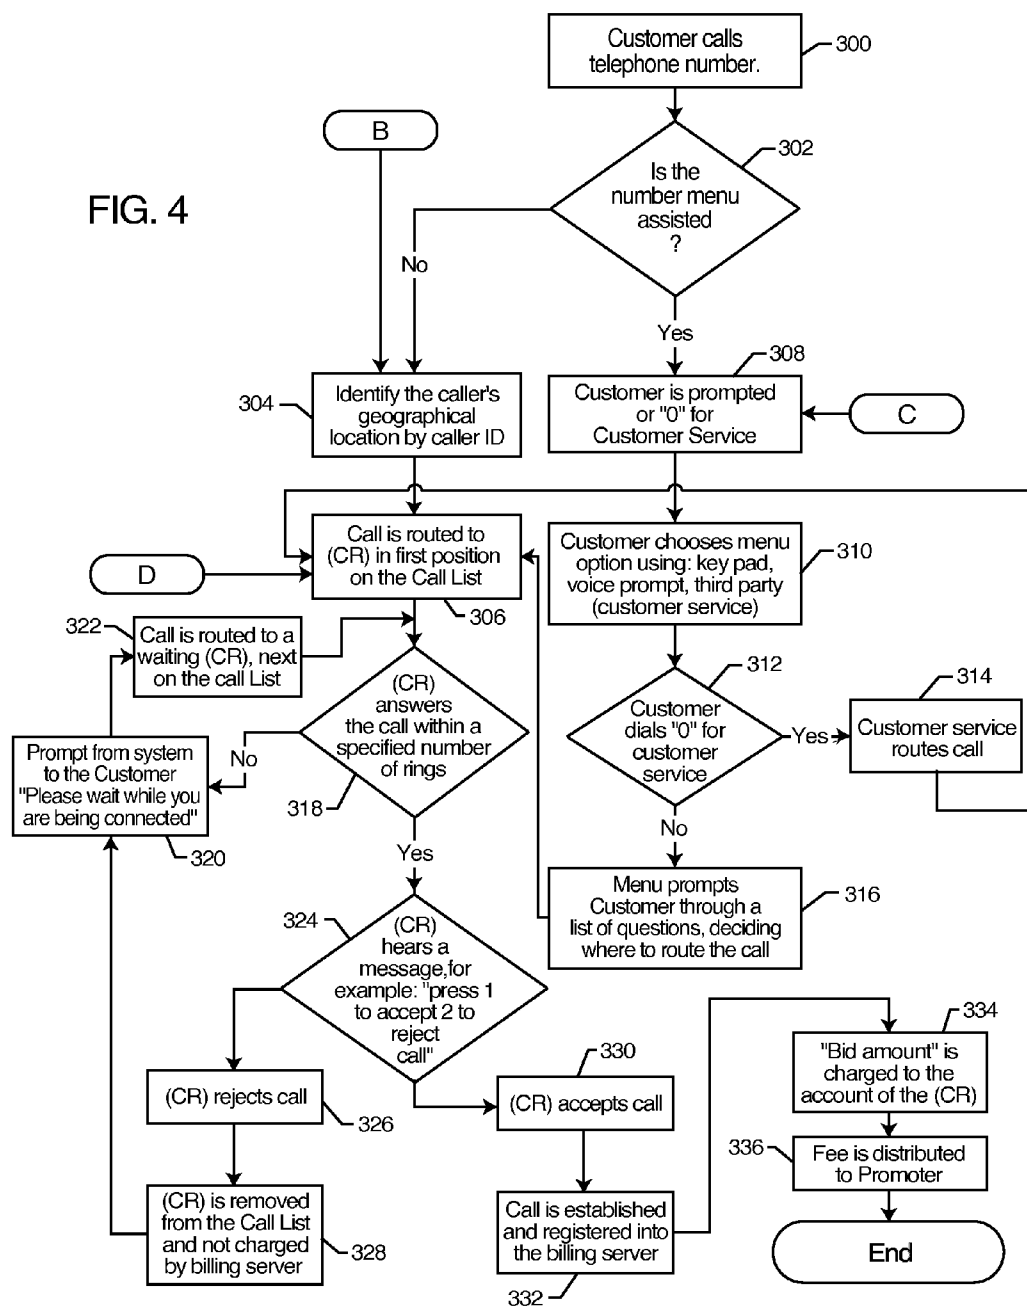 Customer calls
telephone number.
300
B
302
Is the
number menu
assisted
?
FIG. 4
No
Yes
308
304
Identify the caller's
geographical
location by caller ID
Customer is prompted
or "0" for
Customer Service
C
Call is routed to
(CR) in first position
on the Call List
D
306
Customer chooses menu
option using: key pad,
voice prompt, third party
(customer service)
310
322
Call is routed to a
waiting (CR), next
on the call List
(CR)
answers
the call within a
specified number
of rings
318
312
Customer
dials "0" for
customer
service
Yes
314
Customer service
routes call
No
Prompt from system
to the Customer
"Please wait while you
are being connected"
320
Yes
No
Menu prompts
Customer through a
list of questions, deciding
where to route the call
316
324
(CR)
hears a
message,for
example: "press 1
to accept 2 to
reject
call"
330
334
"Bid amount" is
charged to the
account of the (CR)
(CR) rejects call
326
(CR) accepts call
336
Fee is distributed
to Promoter
(CR) is removed
from the Call List
and not charged
by billing server
328
Call is established
and registered into
the billing server
332
End